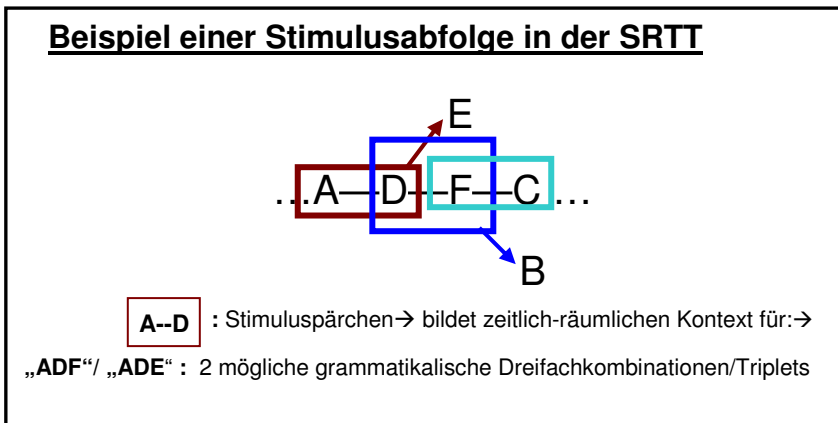 Beispiel einer Stimulusabfolge in der SRTT
E
…A—D—F—C…
B
A--D : Stimuluspärchen→ bildet zeitlich-räumlichen Kontext für:→
„ADF“/ „ADE“ : 2 mögliche grammatikalische Dreifachkombinationen/Triplets